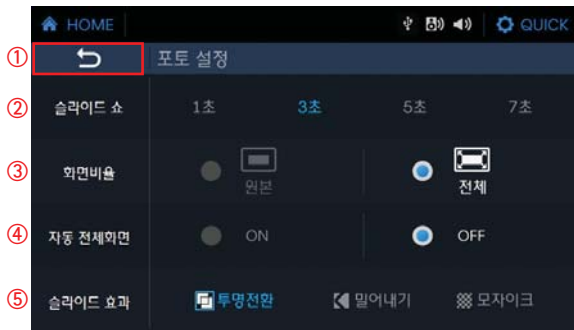 HOME QUICK
① 포토 설정
② 슬라이드 쇼 1초 3초 5초 7초
③ 화면비율 원본 전체
④ 자동 전체화면 ON OFF
⑤ 슬라이드 효과 투명전환 밀어내기 모자이크